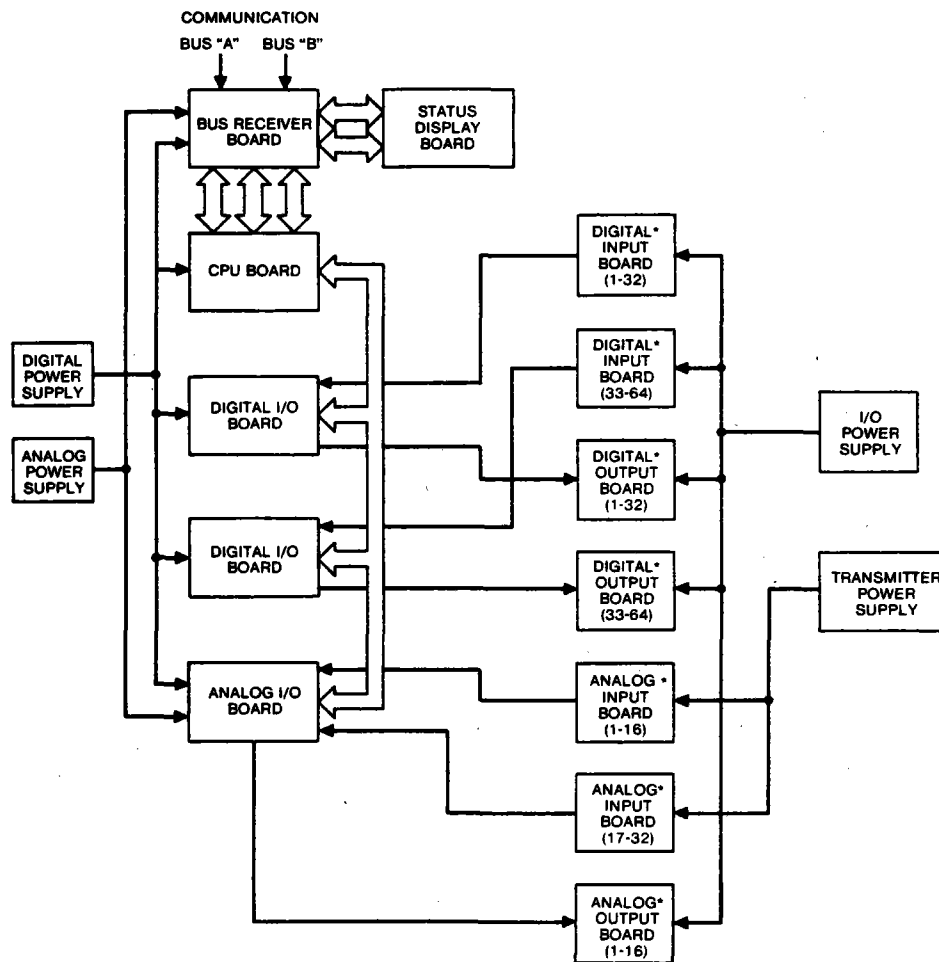 COMMUNICATION
BUS "A" BUS "B"
BUS RECEIVER
BOARD
STATUS
DISPLAY
BOARD
CPU BOARD
DIGITAL*
INPUT
BOARD
(1-32)
DIGITAL*
INPUT
BOARD
(33-64)
DIGITAL
POWER
SUPPLY
DIGITAL I/O
BOARD
I/O
POWER
SUPPLY
ANALOG
POWER
SUPPLY
DIGITAL*
OUTPUT
BOARD
(1-32)
DIGITAL I/O
BOARD
DIGITAL*
OUTPUT
BOARD
(33-64)
TRANSMITTER
POWER
SUPPLY
ANALOG I/O
BOARD
ANALOG *
INPUT
BOARD
(1-16)
ANALOG*
INPUT
BOARD
(17-32)
ANALOG*
OUTPUT
BOARD
(1-16)